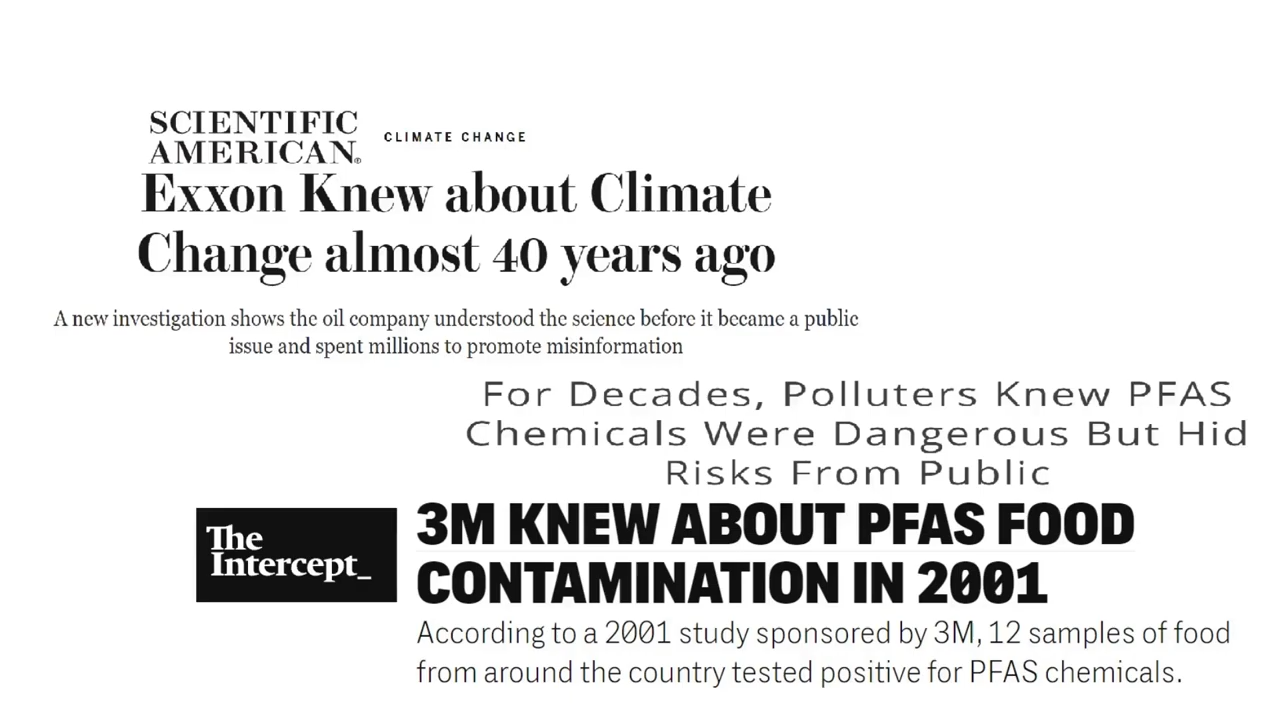 SCIENTIFIC
AMERICAN®
CLIMATE CHANGE
Exxon Knew about Climate
Change almost 40 years ago
A new investigation shows the oil company understood the science before it became a public
issue and spent millions to promote misinformation
For Decades, Polluters Knew PFAS
Chemicals Were Dangerous But Hid
Risks From Public
The
Intercept_
3M KNEW ABOUT PFAS FOOD
CONTAMINATION IN 2001
According to a 2001 study sponsored by 3M, 12 samples of food
from around the country tested positive for PFAS chemicals.